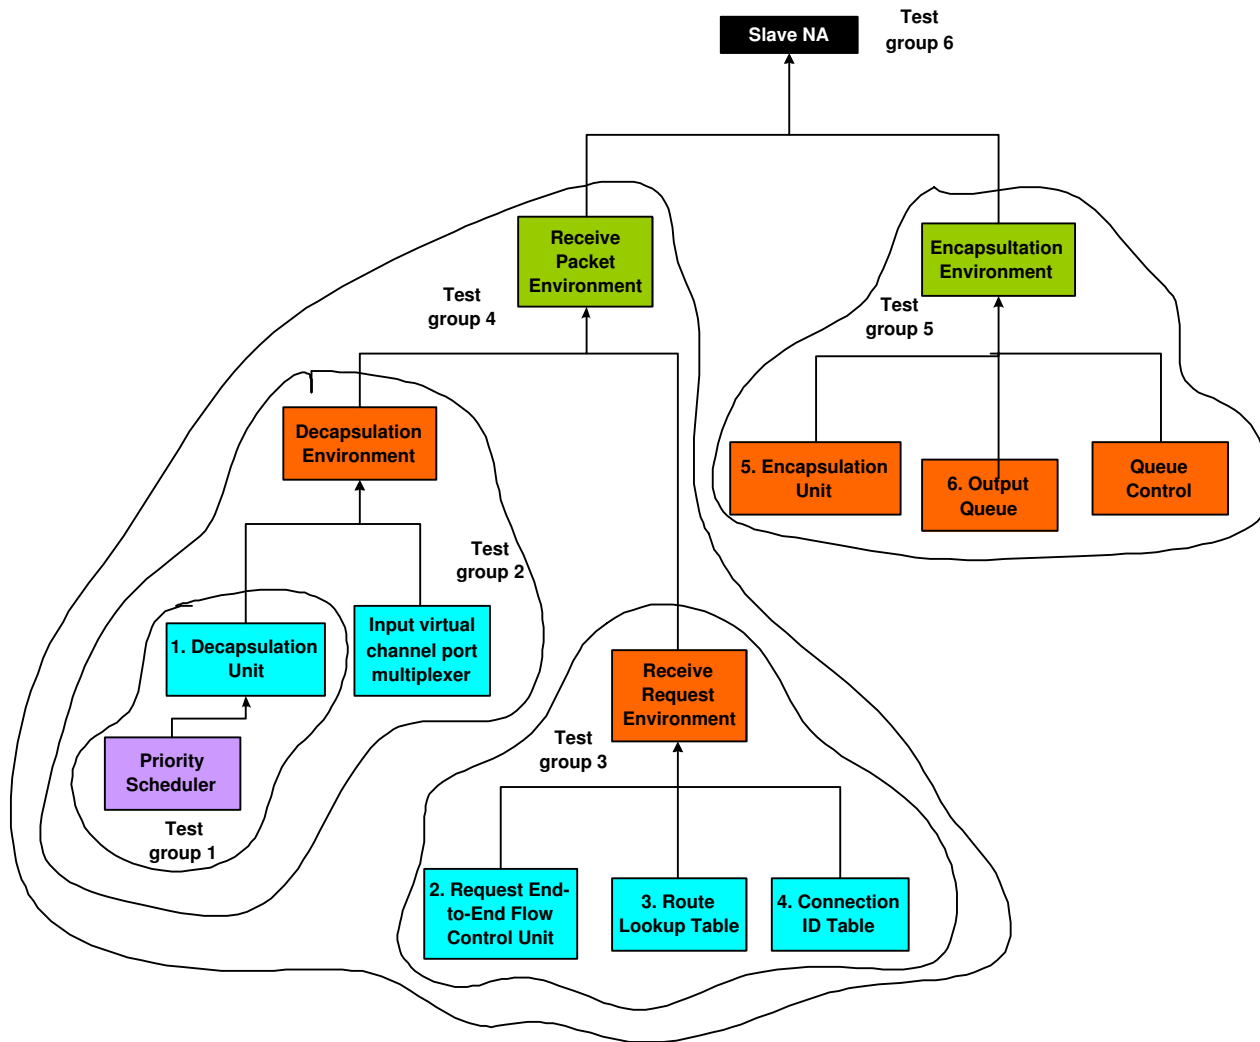 Slave NA
Test
group 6
Receive
Packet
Environment
Encapsultation
Environment
Test
group 4
Test
group 5
Decapsulation
Environment
5. Encapsulation
Unit
6. Output
Queue
Queue
Control
Test
group 2
1. Decapsulation
Unit
Input virtual
channel port
multiplexer
Receive
Request
Environment
Test
group 3
Priority
Scheduler
Test
group 1
2. Request End-
to-End Flow
Control Unit
3. Route
Lookup Table
4. Connection
ID Table